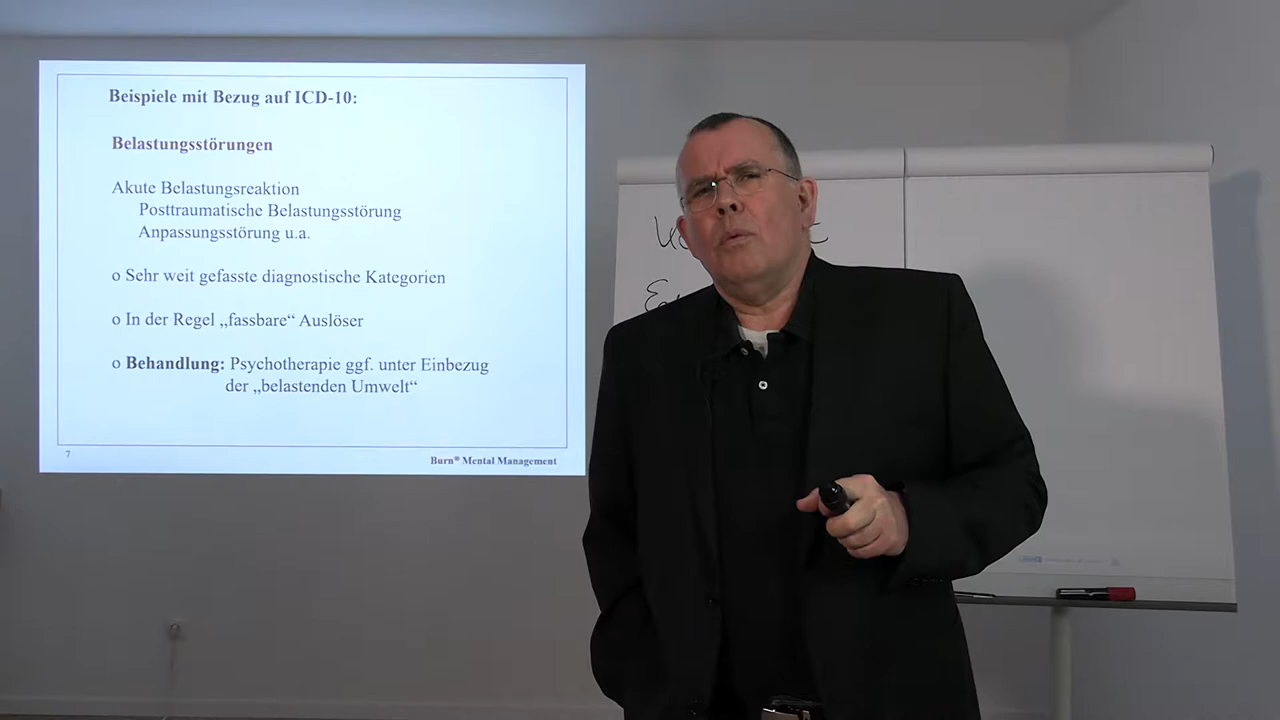 Beispiele mit Bezug auf ICD-10:
Belastungsstörungen
Akute Belastungsreaktion
Posttraumatische Belastungsstörung
Anpassungsstörung u.a.
o Sehr weit gefasste diagnostische Kategorien
o In der Regel „fassbare“ Auslöser
o Behandlung: Psychotherapie ggf. unter Einbezug
der „belastenden Umwelt“
7
Burn® Mental Management